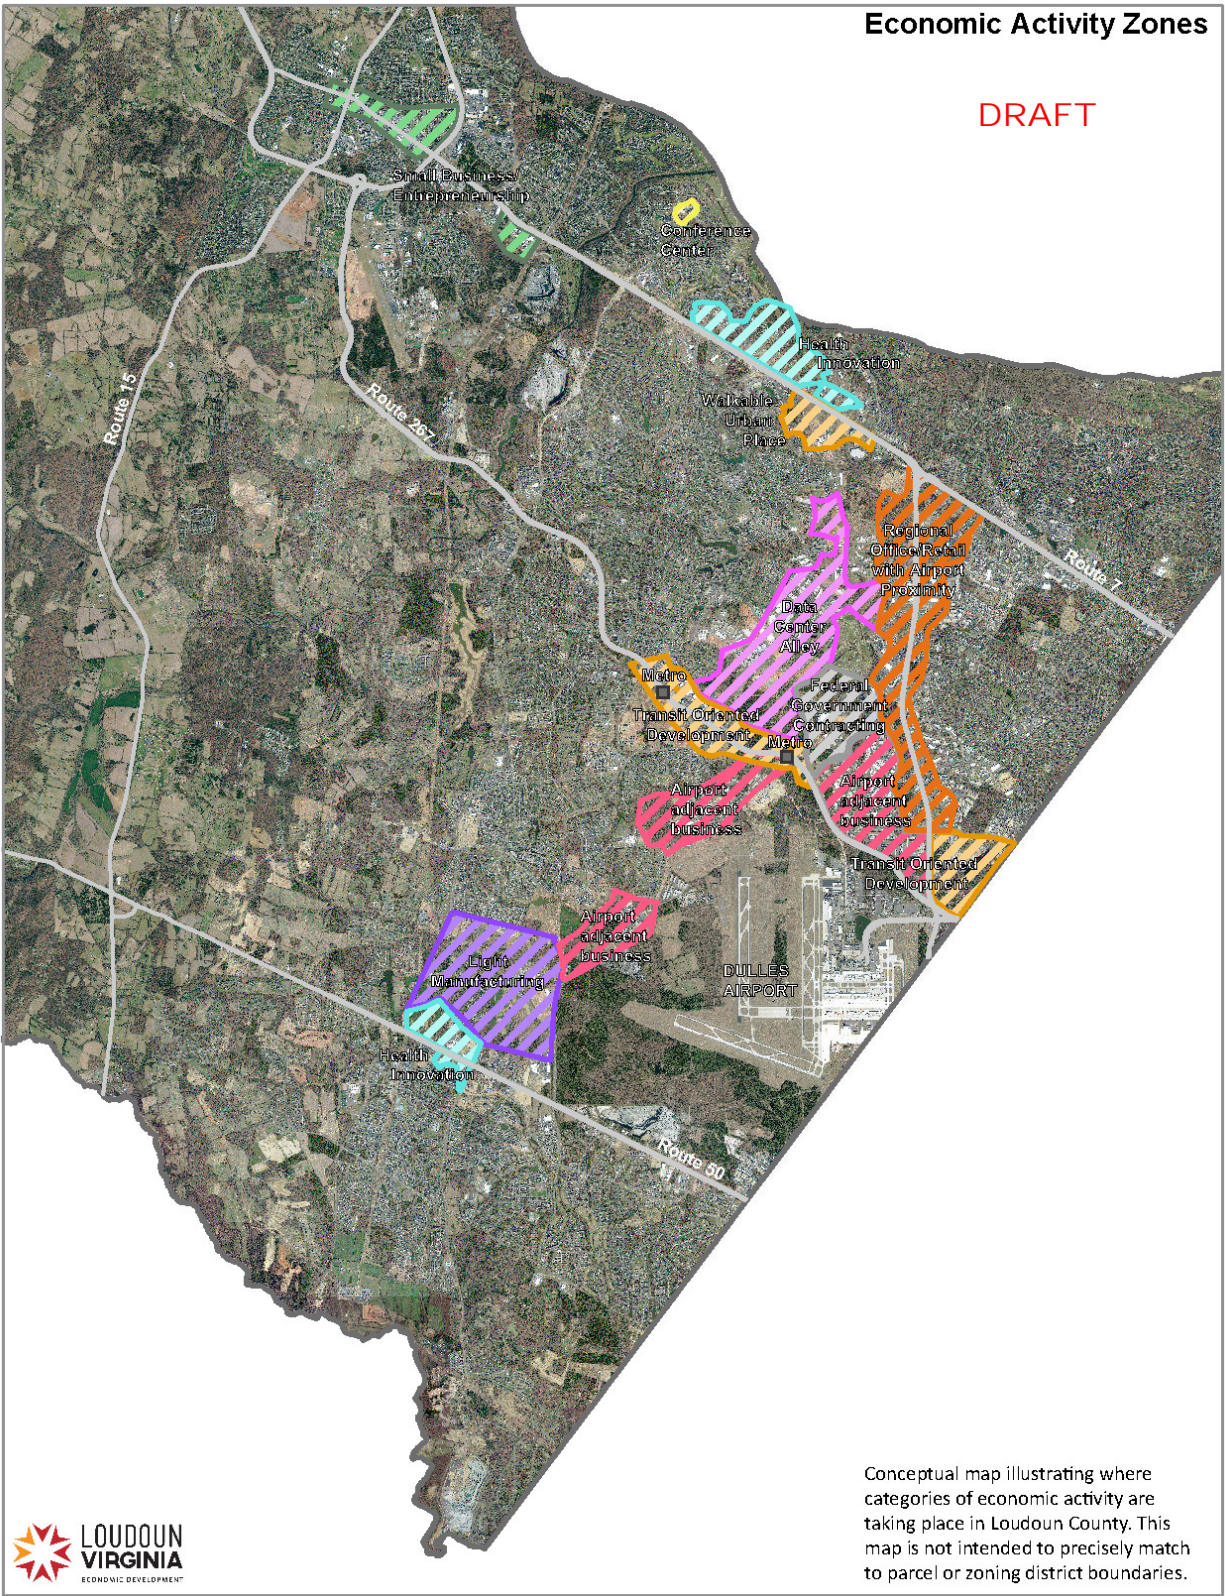 Economic Activity Zones
DRAFT
Small Business/
Entrepreneurship
Conference
Center
Health
Innovation
Walkable
Urban
Place
Route 15
Route 267
Regional
Office/Retail
with Airport
Proximity
Route 7
Data
Center
Alley
Metro
Federal
Government
Contracting
Transit Oriented
Development
Metro
Airport
adjacent
business
Airport
adjacent
business
Transit Oriented
Development
Airport
adjacent
business
Light
Manufacturing
DULLES
AIRPORT
Health
Innovation
Route 50
Conceptual map illustrating where
categories of economic activity are
taking place in Loudoun County. This
map is not intended to precisely match
to parcel or zoning district boundaries.
LOUDOUN
VIRGINIA
ECONOMIC DEVELOPMENT